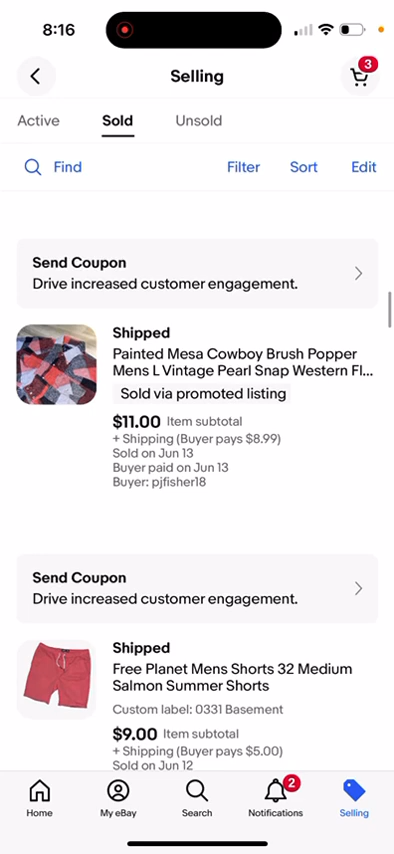 8:16
Selling
3
Active Sold Unsold
Find Filter Sort Edit
Send Coupon
Drive increased customer engagement.
Shipped
Painted Mesa Cowboy Brush Popper
Mens L Vintage Pearl Snap Western Fl...
Sold via promoted listing
$11.00 Item subtotal
+ Shipping (Buyer pays $8.99)
Sold on Jun 13
Buyer paid on Jun 13
Buyer: pjfisher18
Send Coupon
Drive increased customer engagement.
Shipped
Free Planet Mens Shorts 32 Medium
Salmon Summer Shorts
Custom label: 0331 Basement
$9.00 Item subtotal
+ Shipping (Buyer pays $5.00)
Sold on Jun 12
2
Home My eBay Search Notifications Selling